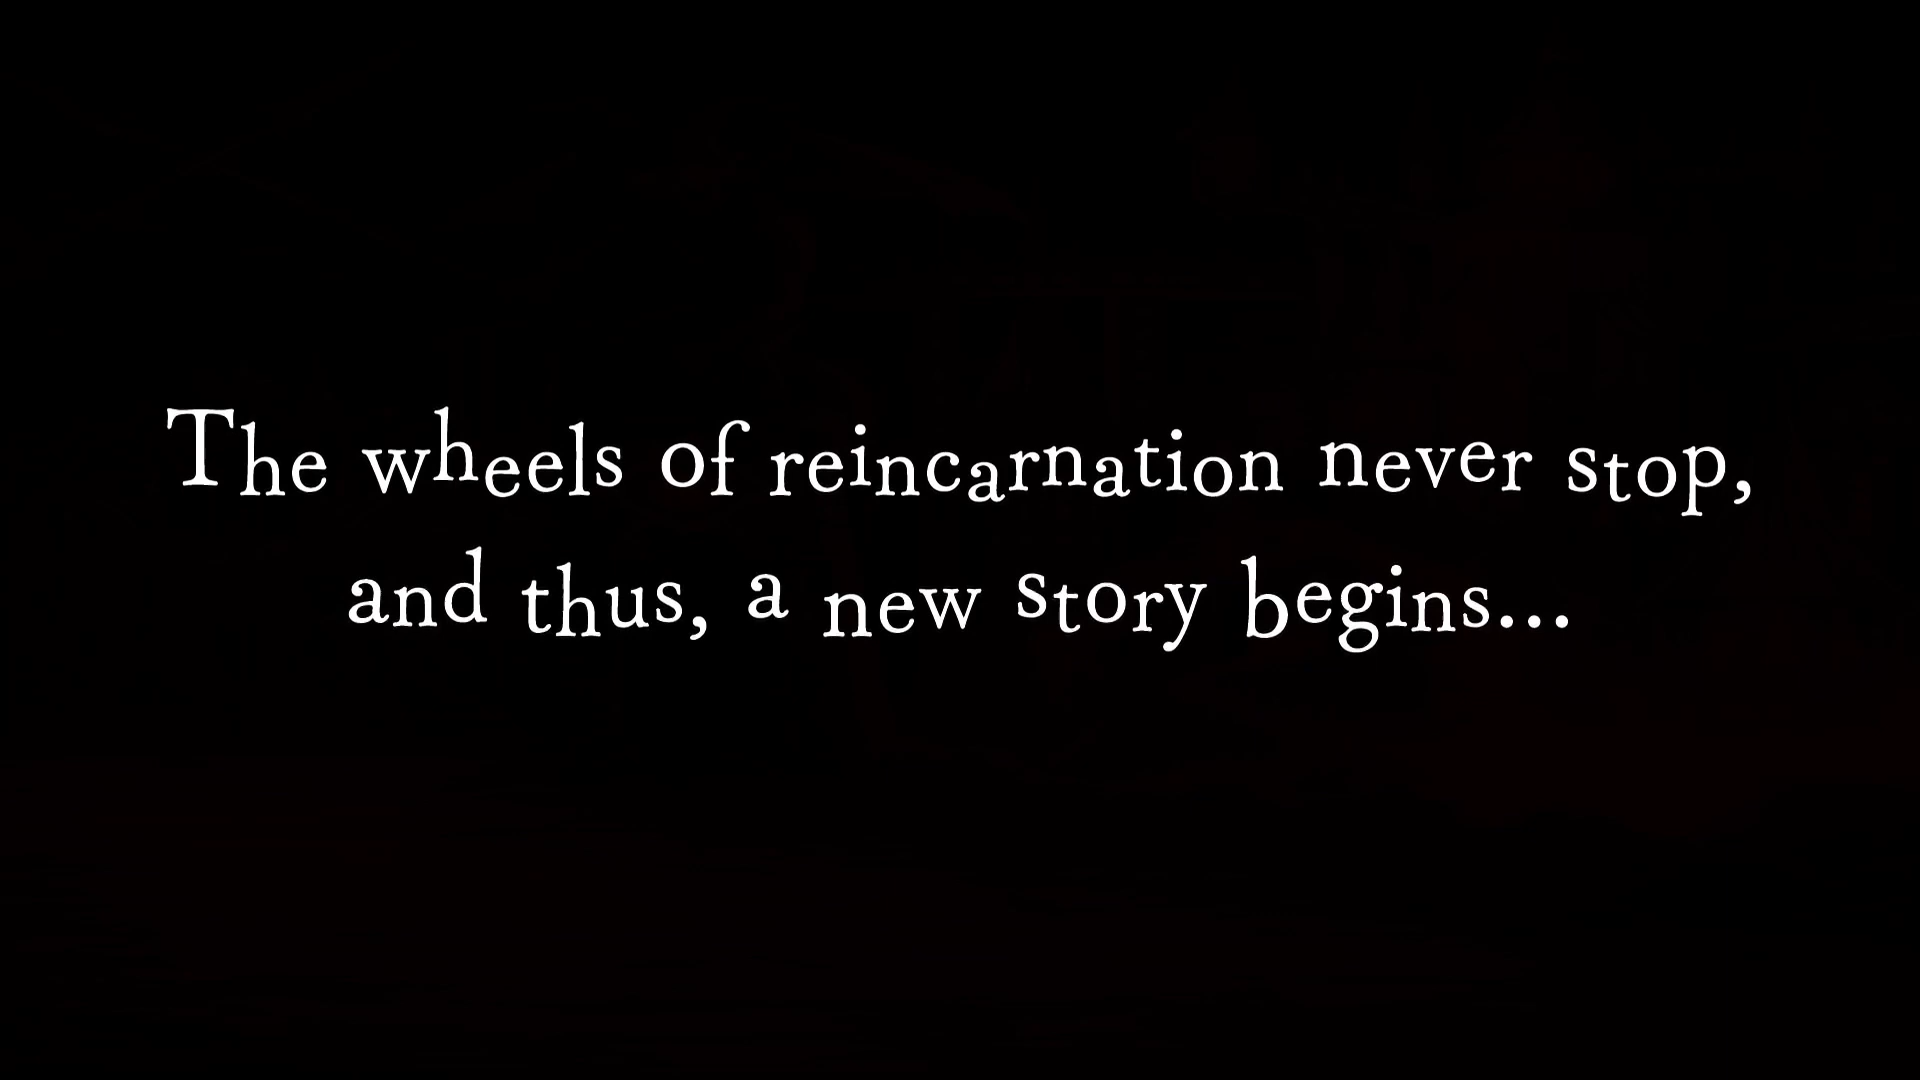 The wheels of reincarnation never stop,
and thus, a new story begins...